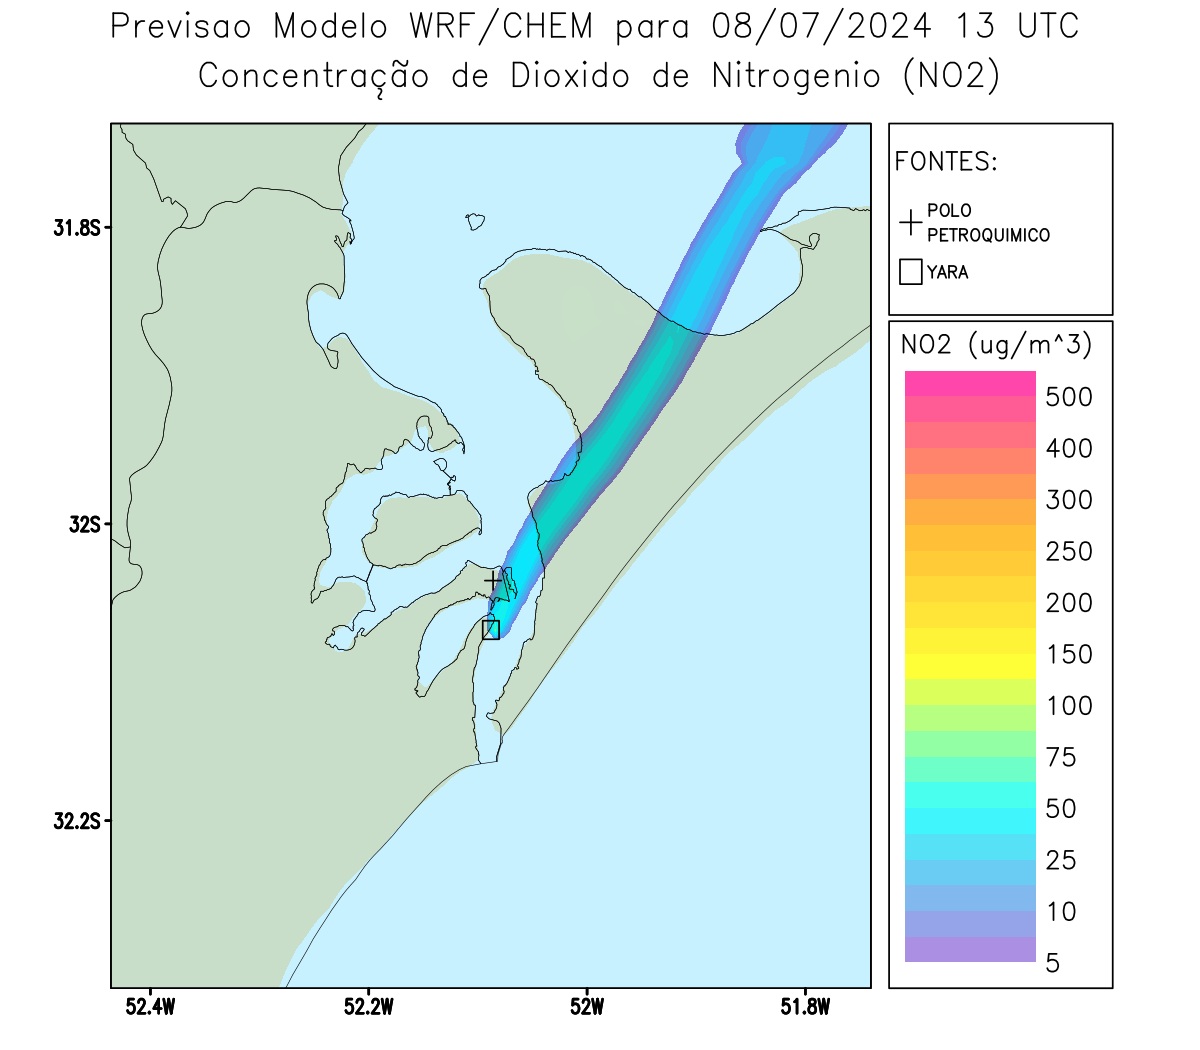 Previsao Modelo WRF/CHEM para 08/07/2024 13 UTC
Concentração de Dioxido de Nitrogenio (NO2)
FONTES:
POLO
PETROQUIMICO
YARA
31.8S
32S
32.2S
52.4W
52.2W
52W
51.8W
NO2 (ug/m^3)
500
400
300
250
200
150
100
75
50
25
10
5